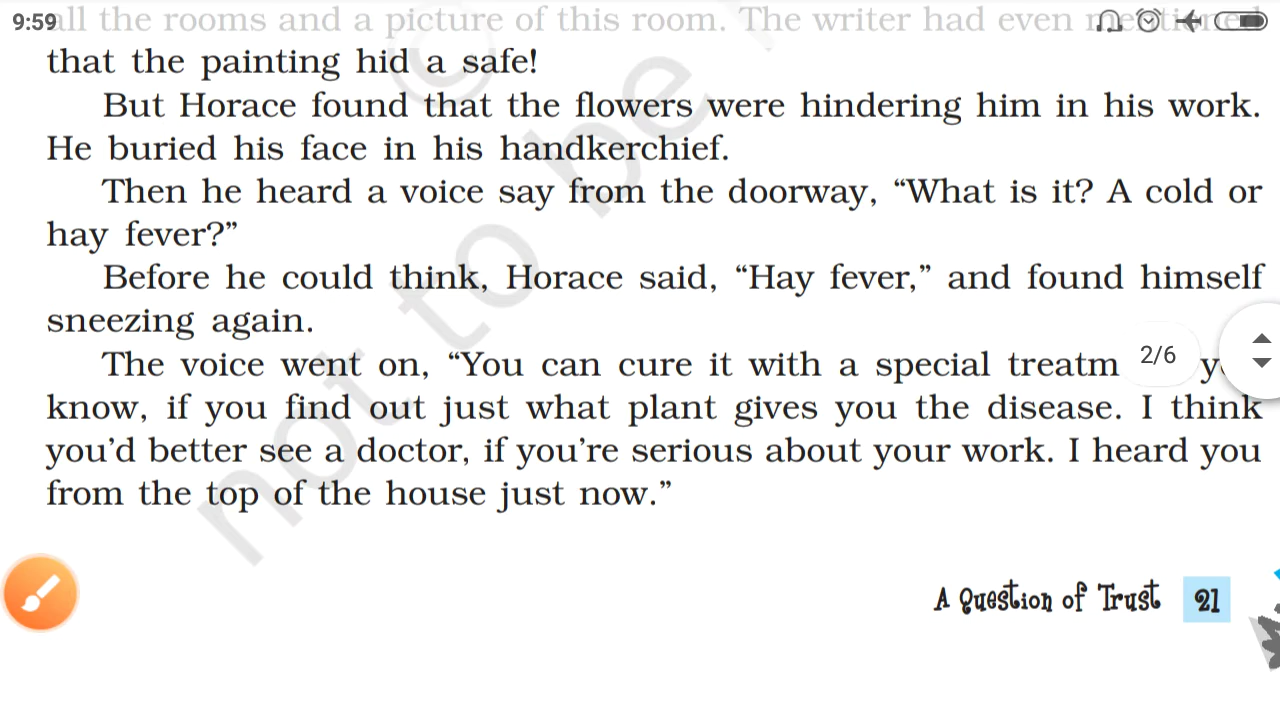 9:59
all the rooms and a picture of this room. The writer had even mentioned
that the painting hid a safe!
But Horace found that the flowers were hindering him in his work.
He buried his face in his handkerchief.
Then he heard a voice say from the doorway, “What is it? A cold or
hay fever?”
Before he could think, Horace said, “Hay fever,” and found himself
sneezing again.
The voice went on, “You can cure it with a special treatm
2/6
know, if you find out just what plant gives you the disease. I think
you’d better see a doctor, if you’re serious about your work. I heard you
from the top of the house just now.”
A Question of Trust 21
© not to be